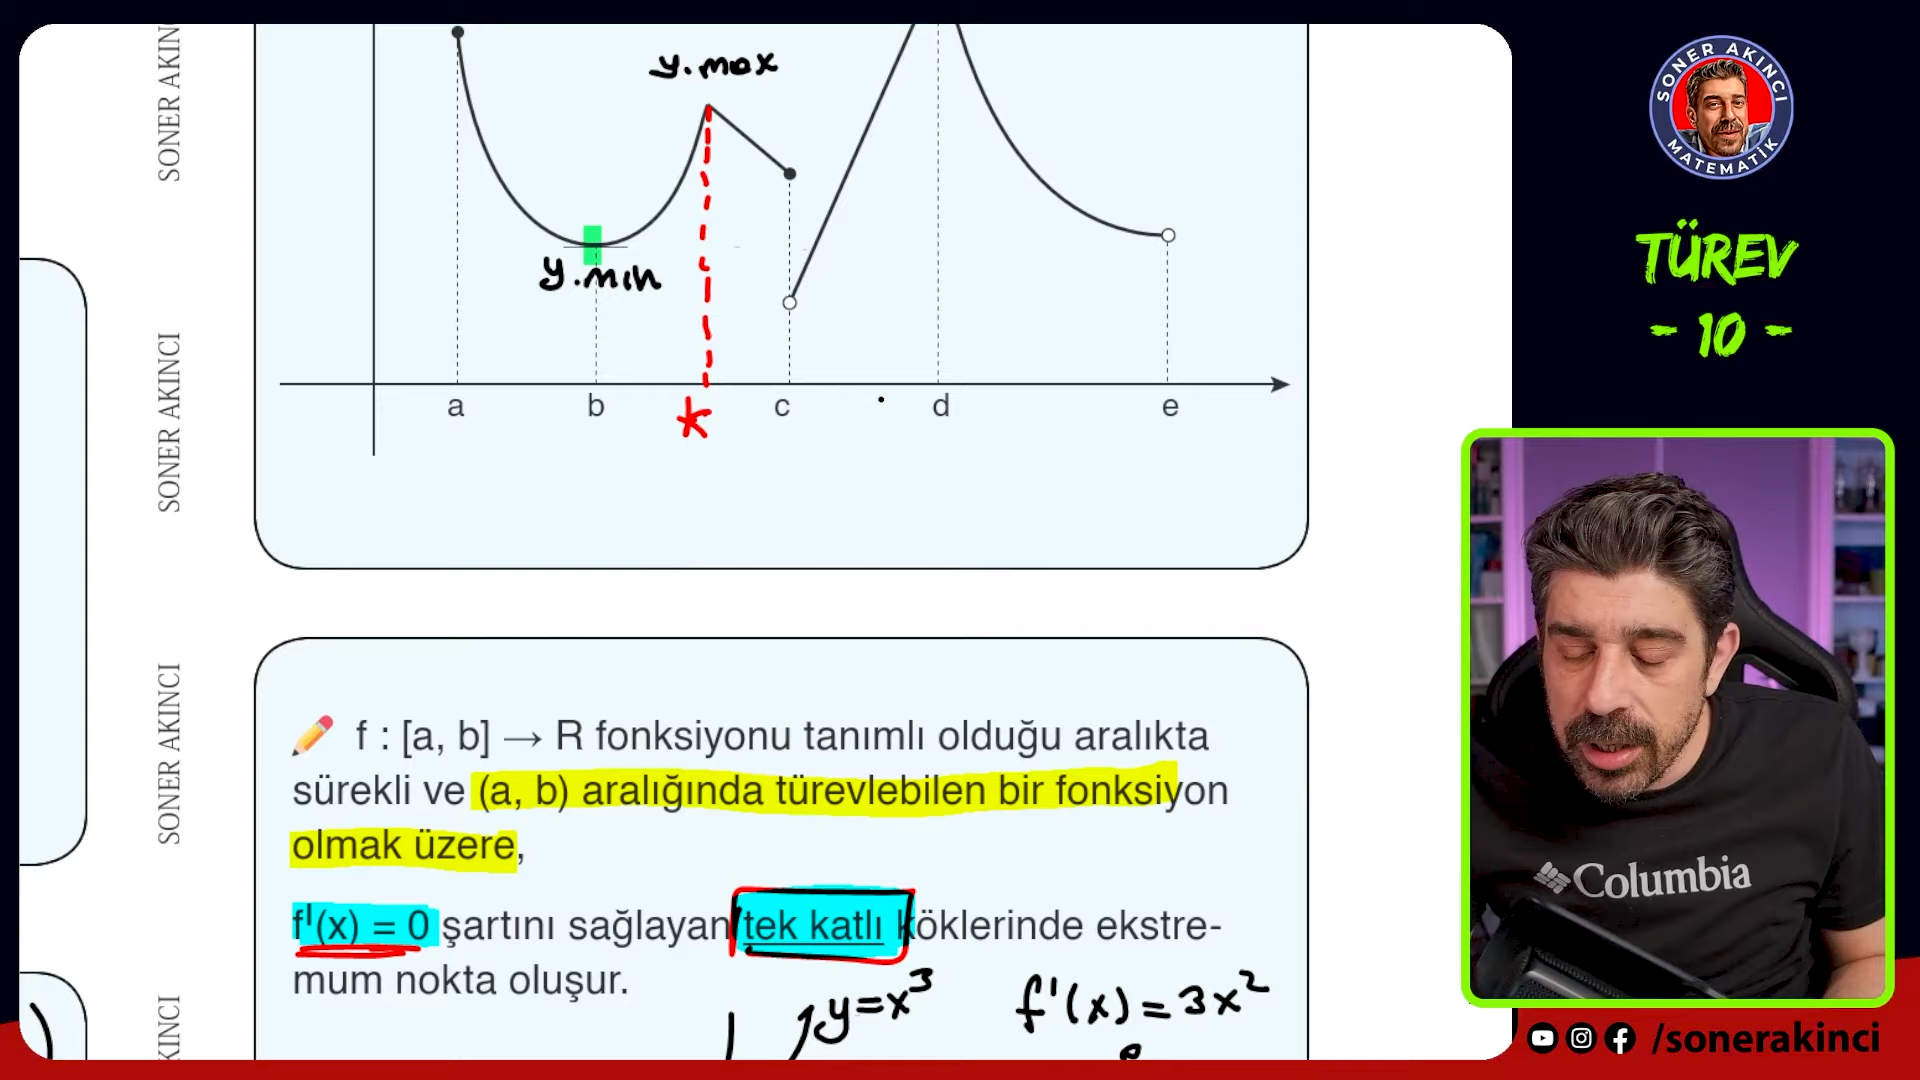 SONER AKIN
SONER AKINCI
SONER AKINCI
KINCI
y.max
y.min
a
b
k
c
d
e
f : [a, b] → R fonksiyonu tanımlı olduğu aralıkta
sürekli ve (a, b) aralığında türevlebilen bir fonksiyon
olmak üzere,
f'(x) = 0 şartını sağlayan tek katlı köklerinde ekstre-
mum nokta oluşur.
y=x³
f'(x)=3x²
SONER AKINCI
MATEMATİK
TÜREV
- 10 -
Columbia
/sonerakinci